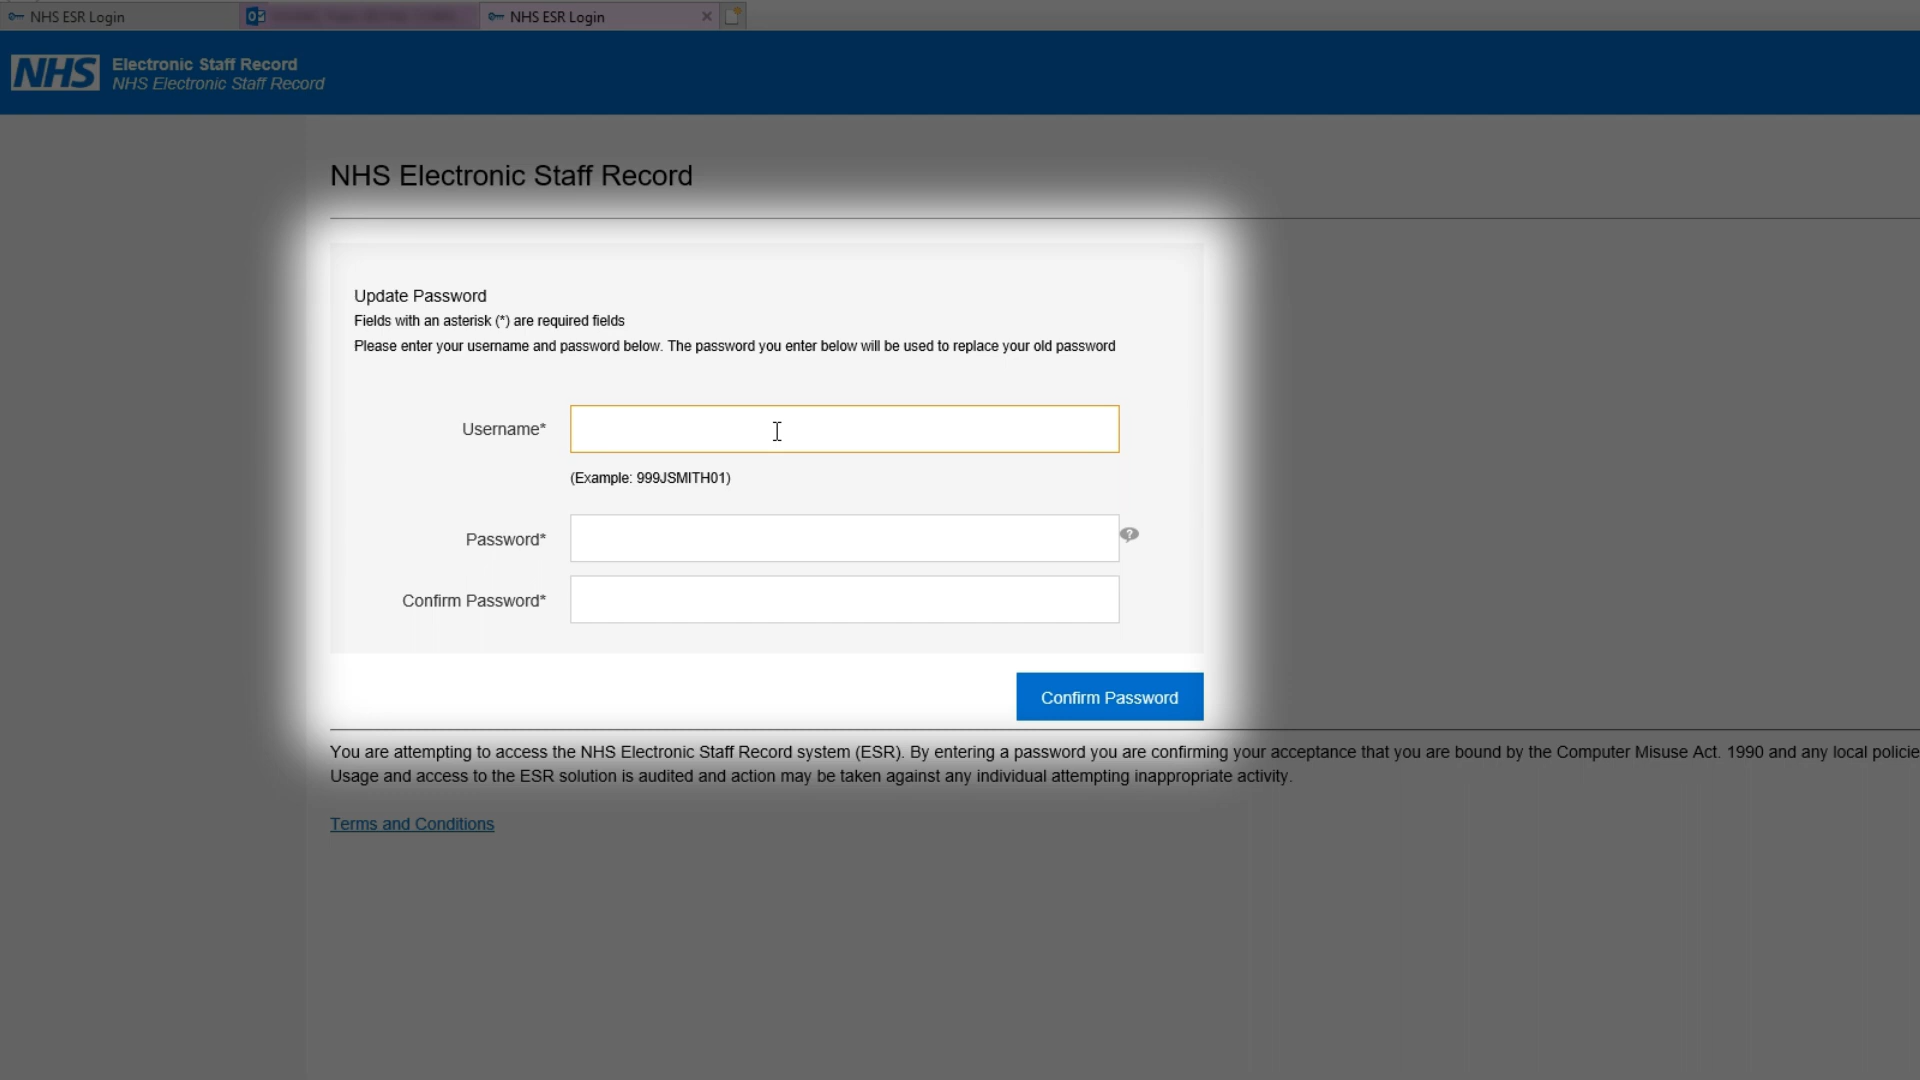 NHS ESR Login
NHS ESR Login
NHS
Electronic Staff Record
NHS Electronic Staff Record
NHS Electronic Staff Record
Update Password
Fields with an asterisk (*) are required fields
Please enter your username and password below. The password you enter below will be used to replace your old password
Username*
(Example: 999JSMITH01)
Password*
?
Confirm Password*
Confirm Password
You are attempting to access the NHS Electronic Staff Record system (ESR). By entering a password you are confirming your acceptance that you are bound by the Computer Misuse Act. 1990 and any local policie
Usage and access to the ESR solution is audited and action may be taken against any individual attempting inappropriate activity.
Terms and Conditions